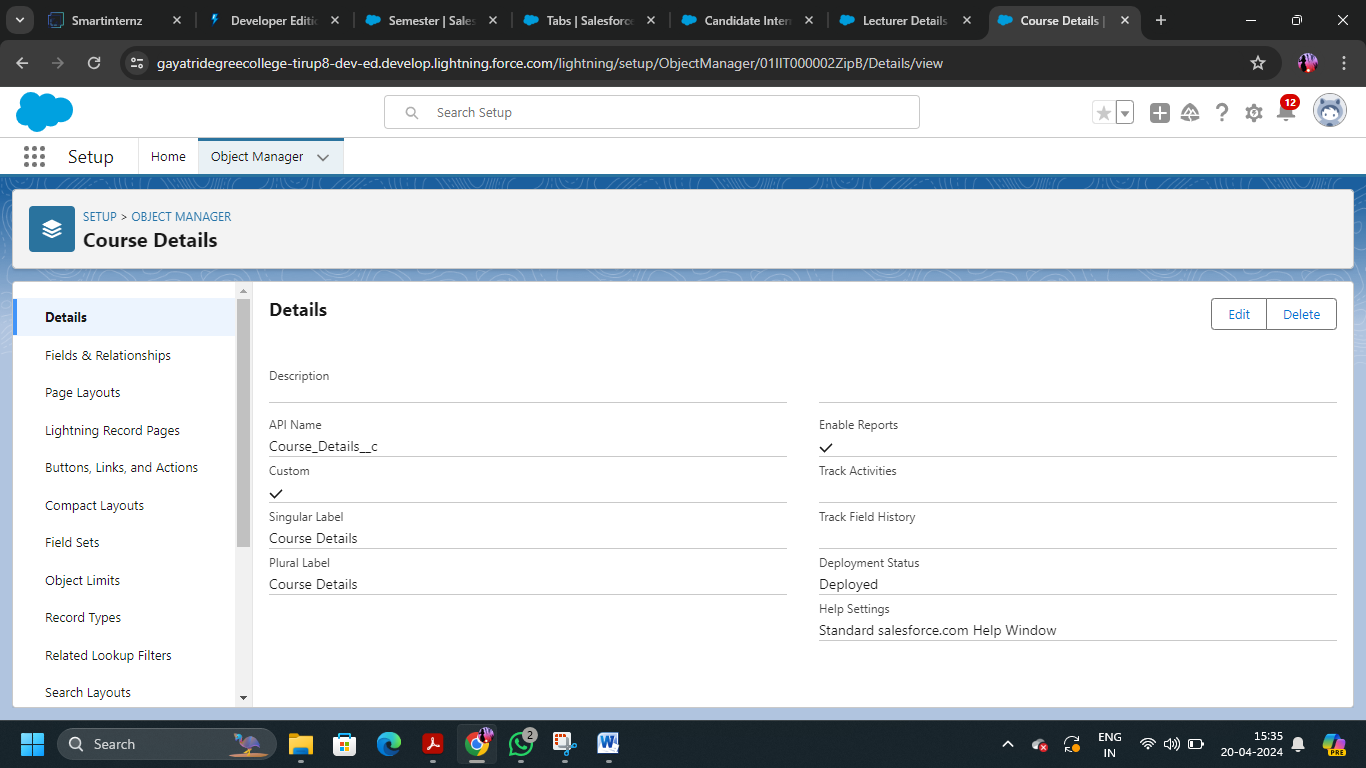 Smartinternz
Developer Editi
Semester | Sales
Tabs | Salesforce
Candidate Inter
Lecturer Details
Course Details |
gayatridegreecollege-tirup8-dev-ed.develop.lightning.force.com/lightning/setup/ObjectManager/01IIT000002ZipB/Details/view
Search Setup
12
Setup
Home
Object Manager
SETUP > OBJECT MANAGER
Course Details
Details
Fields & Relationships
Page Layouts
Lightning Record Pages
Buttons, Links, and Actions
Compact Layouts
Field Sets
Object Limits
Record Types
Related Lookup Filters
Search Layouts
Details
Edit
Delete
Description
API Name
Course_Details__c
Custom
Singular Label
Course Details
Plural Label
Course Details
Enable Reports
Track Activities
Track Field History
Deployment Status
Deployed
Help Settings
Standard salesforce.com Help Window
Search
2
ENG
IN
15:35
20-04-2024
PRE